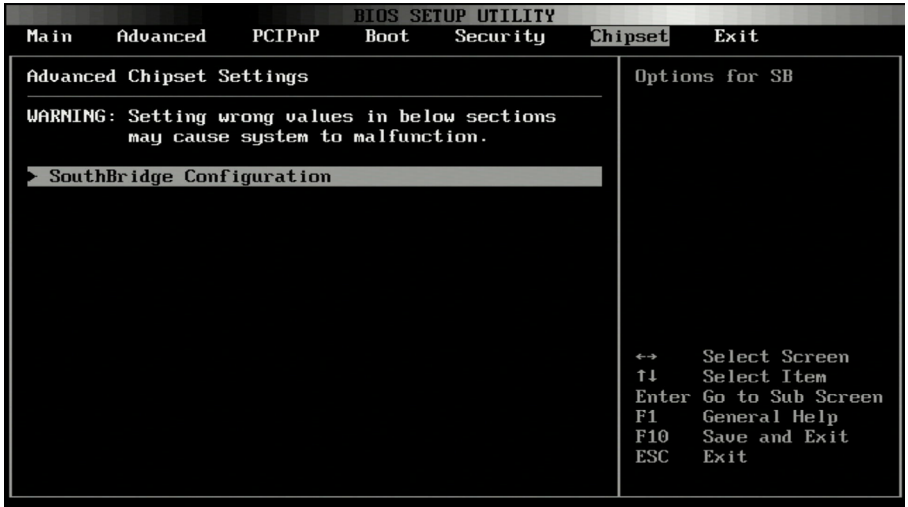 BIOS SETUP UTILITY
Main Advanced PCIPnP Boot Security Chipset Exit
Advanced Chipset Settings
WARNING: Setting wrong values in below sections
may cause system to malfunction.
► SouthBridge Configuration
Options for SB
←→ Select Screen
↑↓ Select Item
Enter Go to Sub Screen
F1 General Help
F10 Save and Exit
ESC Exit